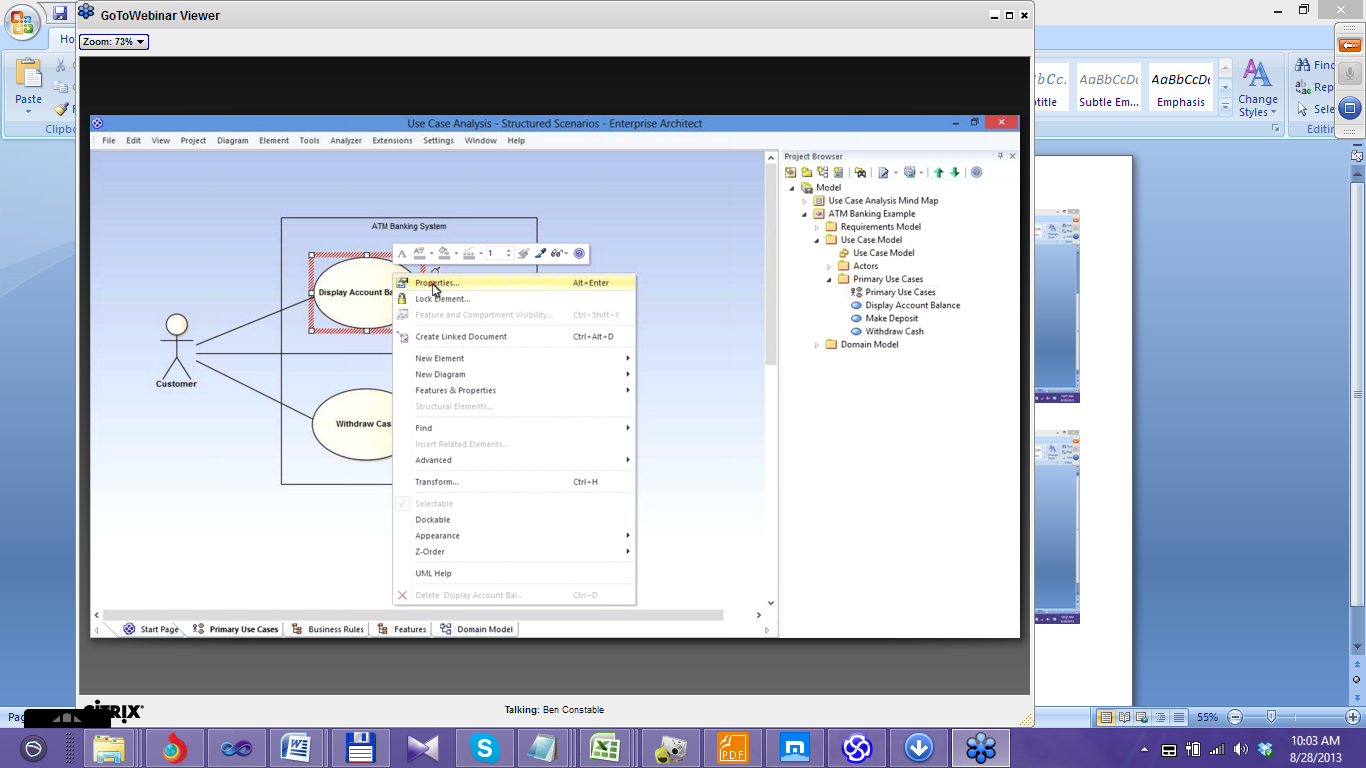 GoToWebinar Viewer
Zoom: 73%
Paste
Subtle Em...
Emphasis
Change
Styles
AaBbCcDc
55%
Use Case Analysis - Structured Scenarios - Enterprise Architect
File Edit View Project Diagram Element Tools Analyzer Extensions Settings Window Help
ATM Banking System
1
Properties... Alt+Enter
Lock Element...
Feature and Compartment Visibility... Ctrl+Shift+Y
Create Linked Document Ctrl+Alt+D
New Element
New Diagram
Features & Properties
Structural Elements...
Find
Insert Related Elements...
Advanced
Transform... Ctrl+H
Selectable
Dockable
Appearance
Z-Order
UML Help
Delete 'Display Account Bal... Ctrl+D
Display Account Ba
Customer
Withdraw Cas
Project Browser
Model
Use Case Analysis Mind Map
ATM Banking Example
Requirements Model
Use Case Model
Use Case Model
Actors
Primary Use Cases
Primary Use Cases
Display Account Balance
Make Deposit
Withdraw Cash
Domain Model
Start Page Primary Use Cases Business Rules Features Domain Model
CITRIX
Talking: Ben Constable
PDF
10:03 AM
8/28/2013